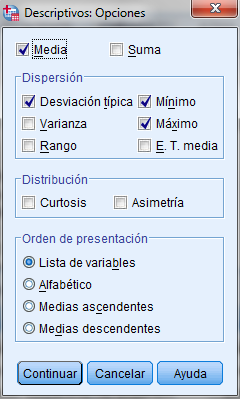 Descriptivos: Opciones
Media Suma
Dispersión
Desviación típica Mínimo
Varianza Máximo
Rango E. T. media
Distribución
Curtosis Asimetría
Orden de presentación
Lista de variables
Alfabético
Medias ascendentes
Medias descendentes
Continuar Cancelar Ayuda